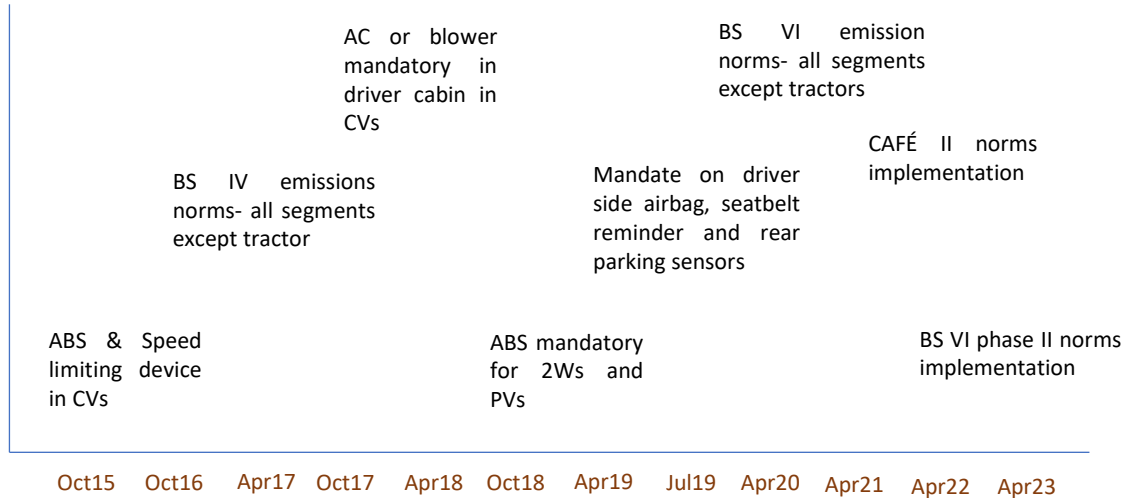 AC or blower
mandatory in
driver cabin in
CVs
BS VI emission
norms- all segments
except tractors
CAFÉ II norms
implementation
BS IV emissions
norms- all segments
except tractor
Mandate on driver
side airbag, seatbelt
reminder and rear
parking sensors
ABS & Speed
limiting device
in CVs
ABS mandatory
for 2Ws and
PVs
BS VI phase II norms
implementation
Oct15 Oct16 Apr17 Oct17 Apr18 Oct18 Apr19 Jul19 Apr20 Apr21 Apr22 Apr23